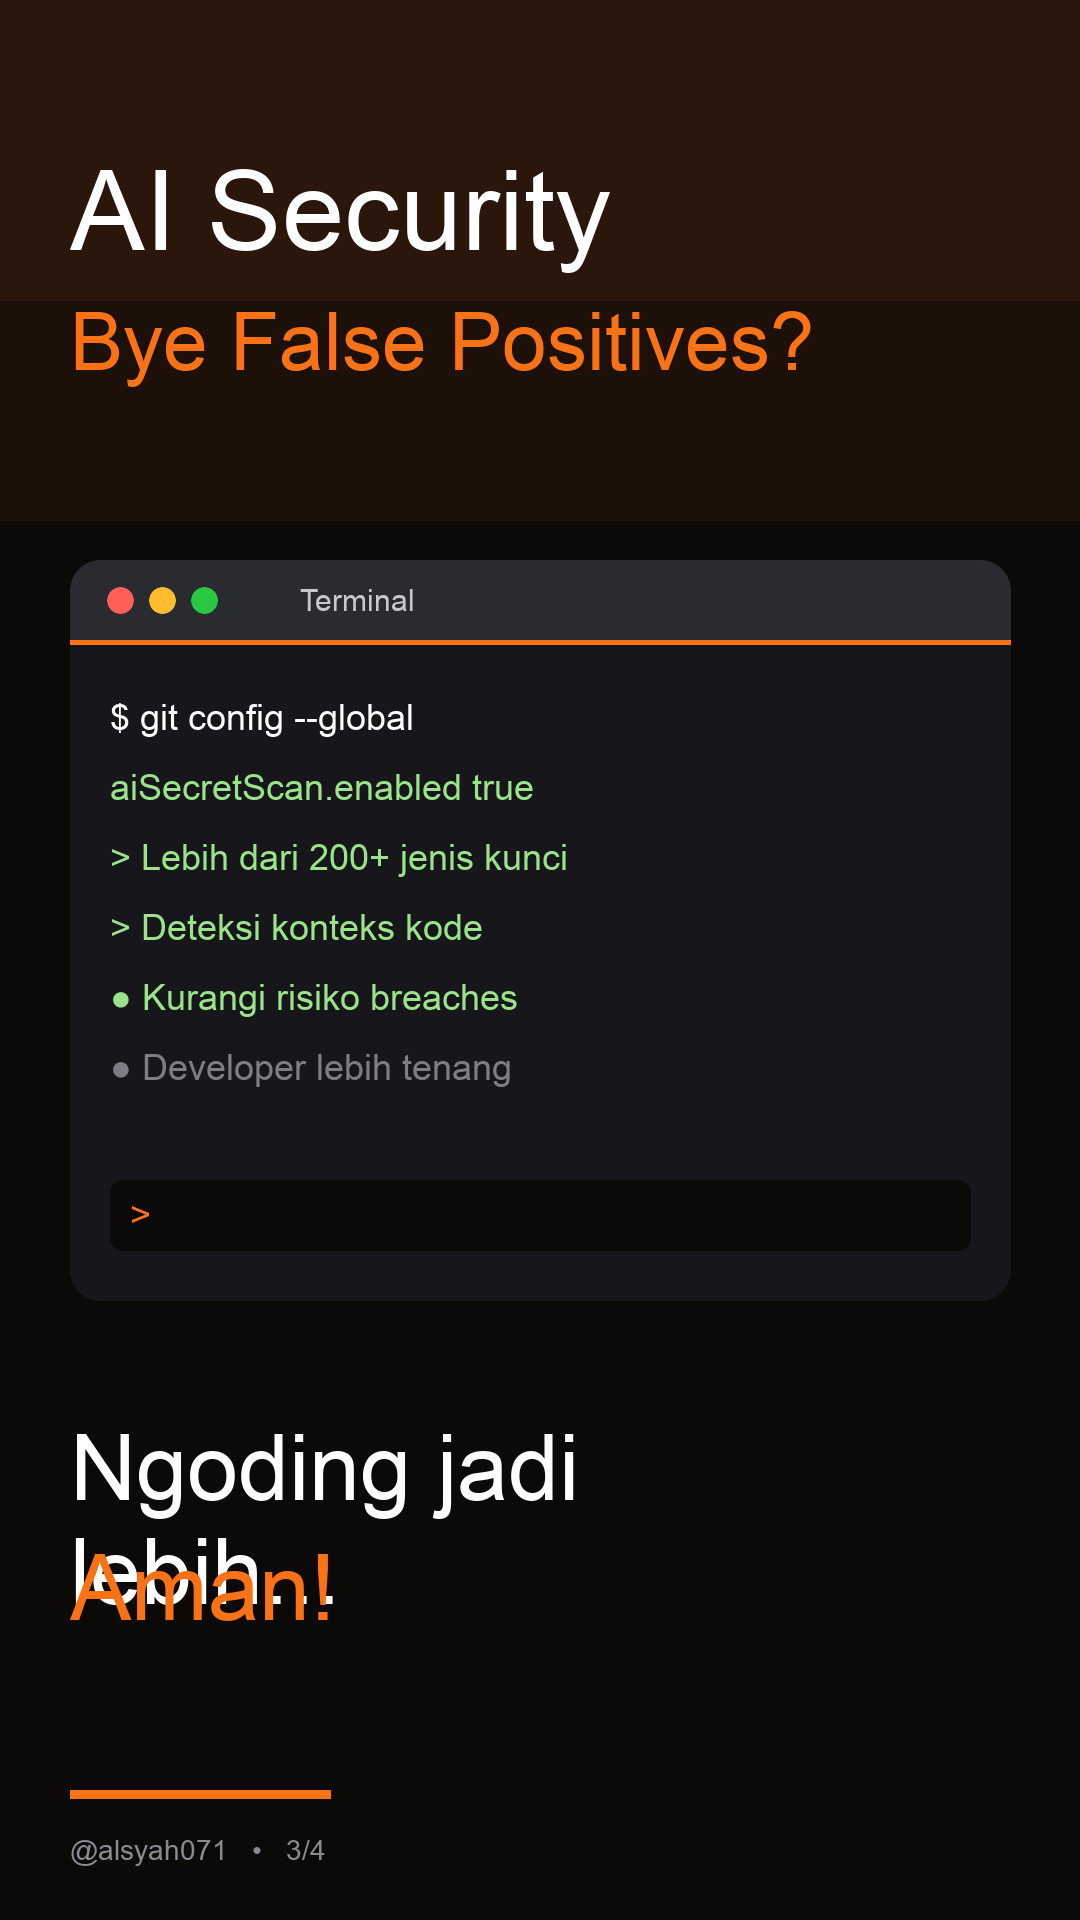 AI Security
Bye False Positives?
Terminal
$ git config --global
aiSecretScan.enabled true
> Lebih dari 200+ jenis kunci
> Deteksi konteks kode
● Kurangi risiko breaches
● Developer lebih tenang
>
Ngoding jadi
lebih...
Aman!
@alsyah071 • 3/4